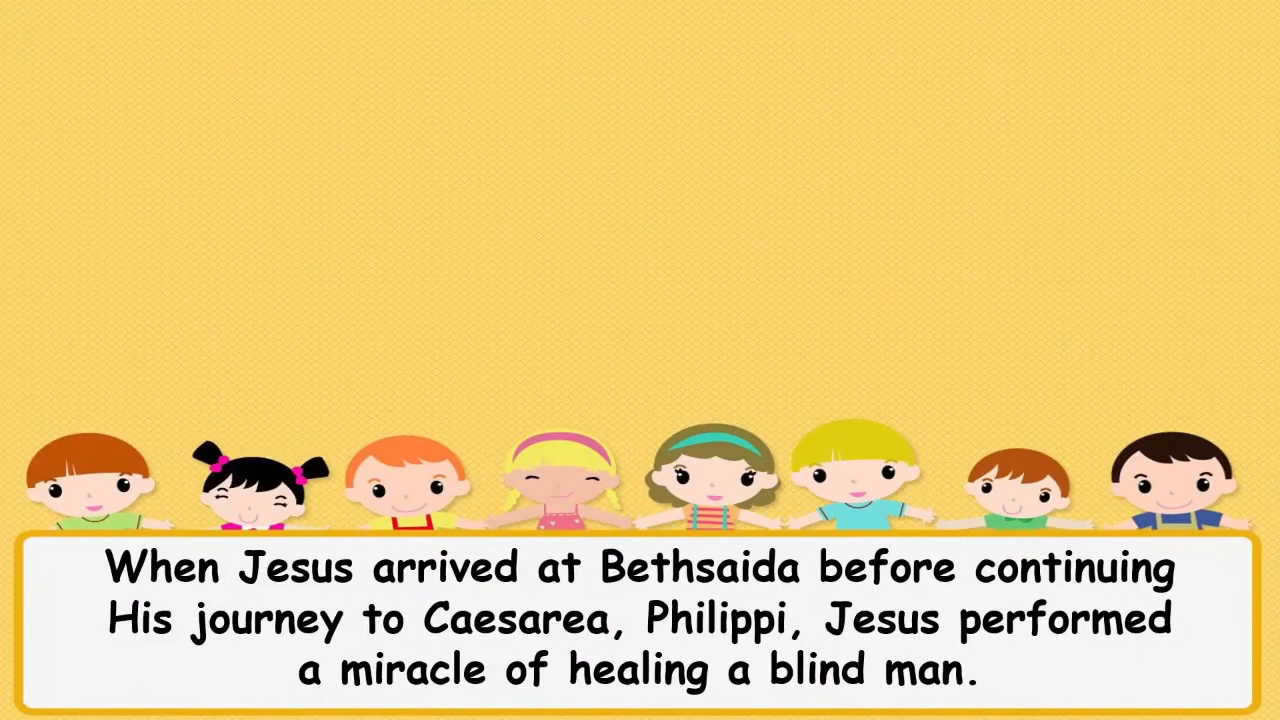 When Jesus arrived at Bethsaida before continuing
His journey to Caesarea, Philippi, Jesus performed
a miracle of healing a blind man.